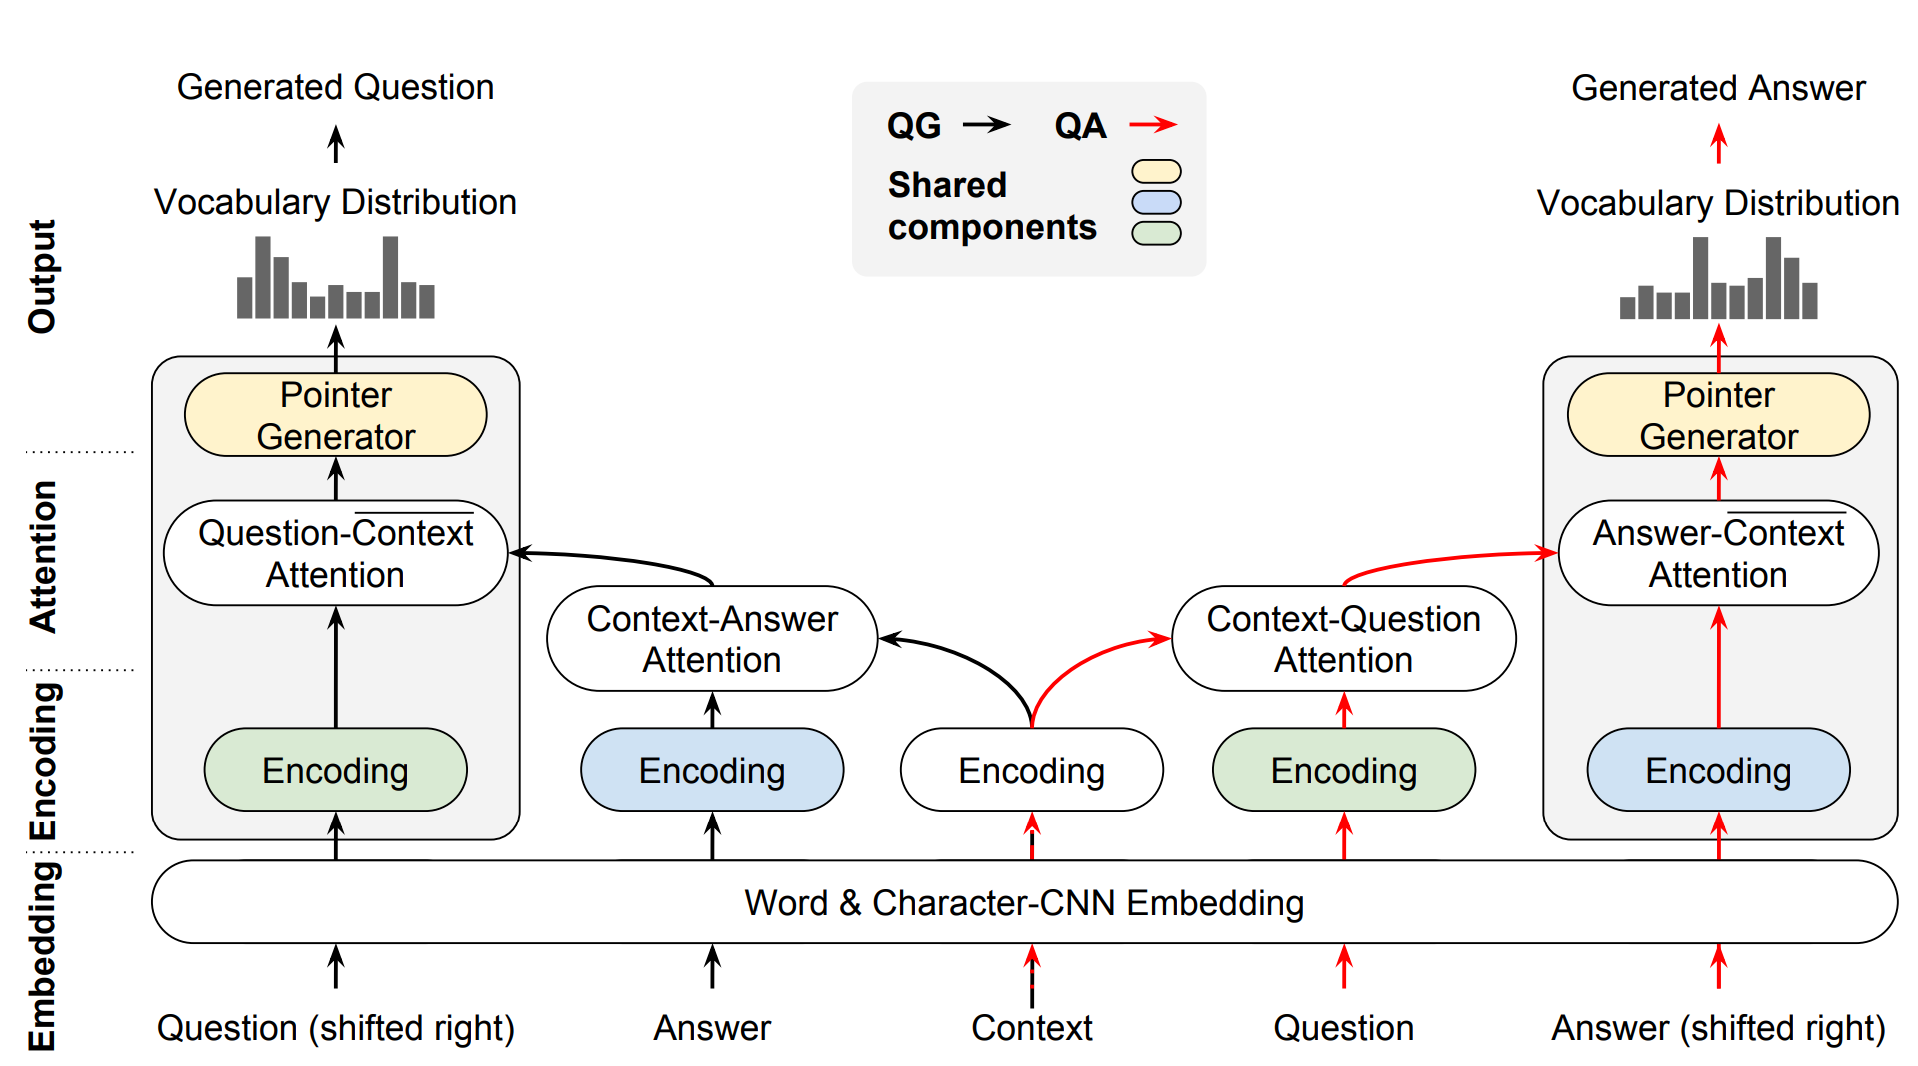 Generated Question
Generated Answer
QG
QA
Vocabulary Distribution
Shared
components
Vocabulary Distribution
Output
Pointer
Generator
Pointer
Generator
Attention
Question-Context
Attention
Answer-Context
Attention
Context-Answer
Attention
Context-Question
Attention
Encoding
Encoding
Encoding
Encoding
Encoding
Encoding
Embedding
Word & Character-CNN Embedding
Question (shifted right)
Answer
Context
Question
Answer (shifted right)